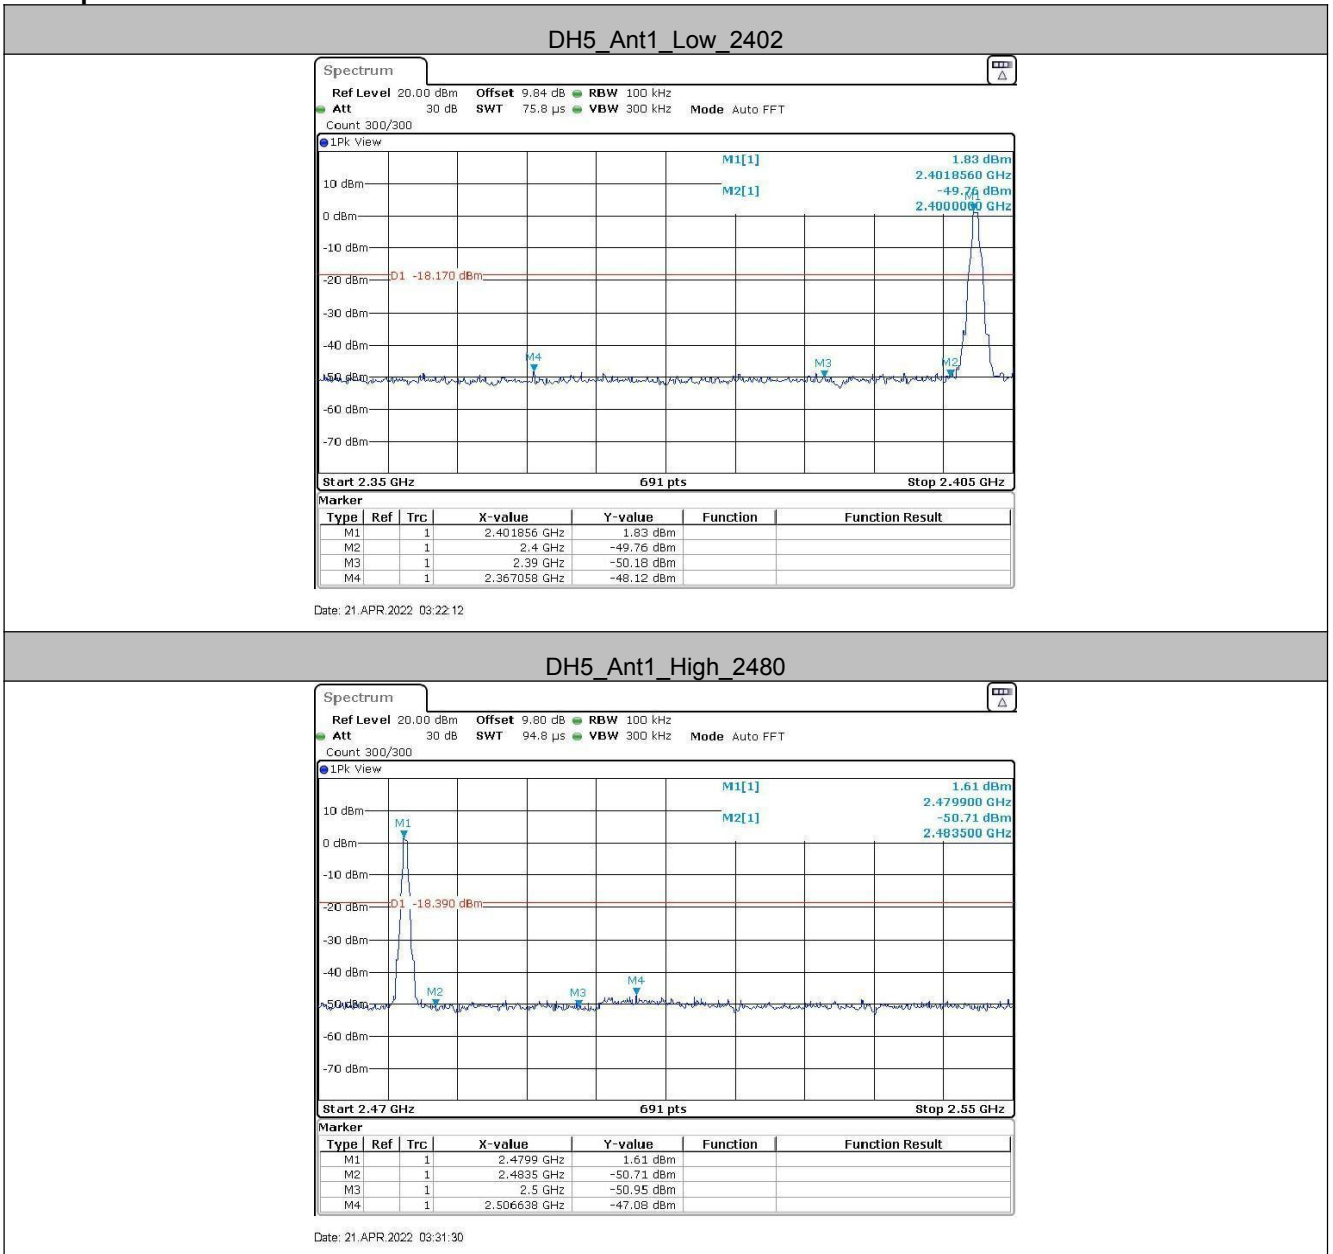 DH5_Ant1_Low_2402
Spectrum
Ref Level 20.00 dBm Offset 9.84 dB RBW 100 kHz
Att 30 dB SWT 75.8 µs VBW 300 kHz Mode Auto FFT
Count 300/300
1Pk View
M1[1] 1.83 dBm
2.4018560 GHz
M2[1] -49.76 dBm
2.4000000 GHz
M1
10 dBm
0 dBm
-10 dBm
D1 -18.170 dBm
-20 dBm
-30 dBm
-40 dBm
M4 M3 M2
-50 dBm
-60 dBm
-70 dBm
Start 2.35 GHz 691 pts Stop 2.405 GHz
Marker
Type Ref Trc X-value Y-value Function Function Result
M1 1 2.401856 GHz 1.83 dBm
M2 1 2.4 GHz -49.76 dBm
M3 1 2.39 GHz -50.18 dBm
M4 1 2.367058 GHz -48.12 dBm
Date: 21.APR.2022 03:22:12
DH5_Ant1_High_2480
Spectrum
Ref Level 20.00 dBm Offset 9.80 dB RBW 100 kHz
Att 30 dB SWT 94.8 µs VBW 300 kHz Mode Auto FFT
Count 300/300
1Pk View
M1[1] 1.61 dBm
2.479900 GHz
M2[1] -50.71 dBm
2.483500 GHz
10 dBm
M1
0 dBm
-10 dBm
D1 -18.390 dBm
-20 dBm
-30 dBm
-40 dBm
M2 M3 M4
-50 dBm
-60 dBm
-70 dBm
Start 2.47 GHz 691 pts Stop 2.55 GHz
Marker
Type Ref Trc X-value Y-value Function Function Result
M1 1 2.4799 GHz 1.61 dBm
M2 1 2.4835 GHz -50.71 dBm
M3 1 2.5 GHz -50.95 dBm
M4 1 2.506638 GHz -47.08 dBm
Date: 21.APR.2022 03:31:30